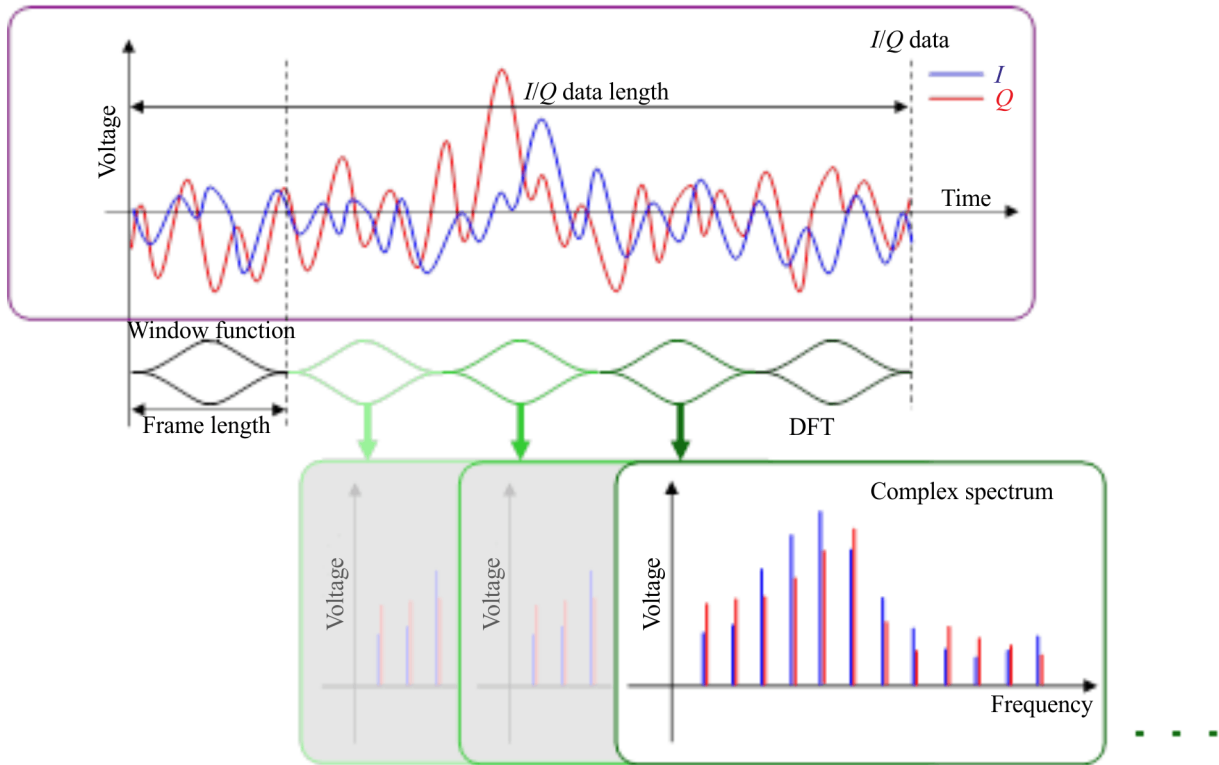 I/Q data
I
Q
I/Q data length
Voltage
Time
Window function
Frame length
DFT
Complex spectrum
Voltage
Voltage
Voltage
Frequency